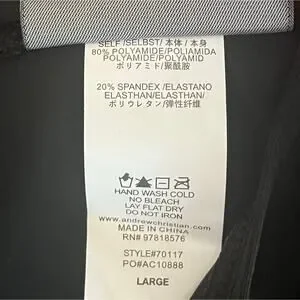 SELF /SELBST/ 本体 / 本身
80% POLYAMIDE/POLIAMIDA
POLYAMIDE/POLYAMID
ポリアミド/聚酰胺
20% SPANDEX /ELASTANO
ELASTHAN/ELASTHAN/
ポリウレタン/弹性纤维
HAND WASH COLD
NO BLEACH
LAY FLAT DRY
DO NOT IRON
www.andrewchristian.com
MADE IN CHINA
RN# 97818576
STYLE#70117
PO#AC10888
LARGE